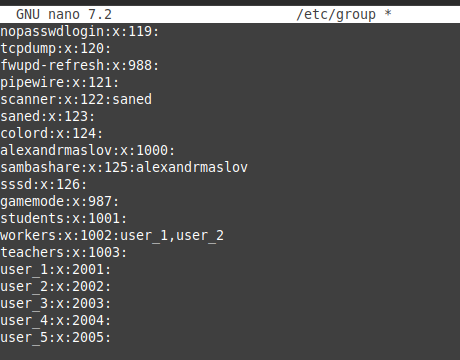 GNU nano 7.2 /etc/group *
nopasswdlogin:x:119:
tcpdump:x:120:
fwupd-refresh:x:988:
pipewire:x:121:
scanner:x:122:saned
saned:x:123:
colord:x:124:
alexandrmaslov:x:1000:
sambashare:x:125:alexandrmaslov
sssd:x:126:
gamemode:x:987:
students:x:1001:
workers:x:1002:user_1,user_2
teachers:x:1003:
user_1:x:2001:
user_2:x:2002:
user_3:x:2003:
user_4:x:2004:
user_5:x:2005: